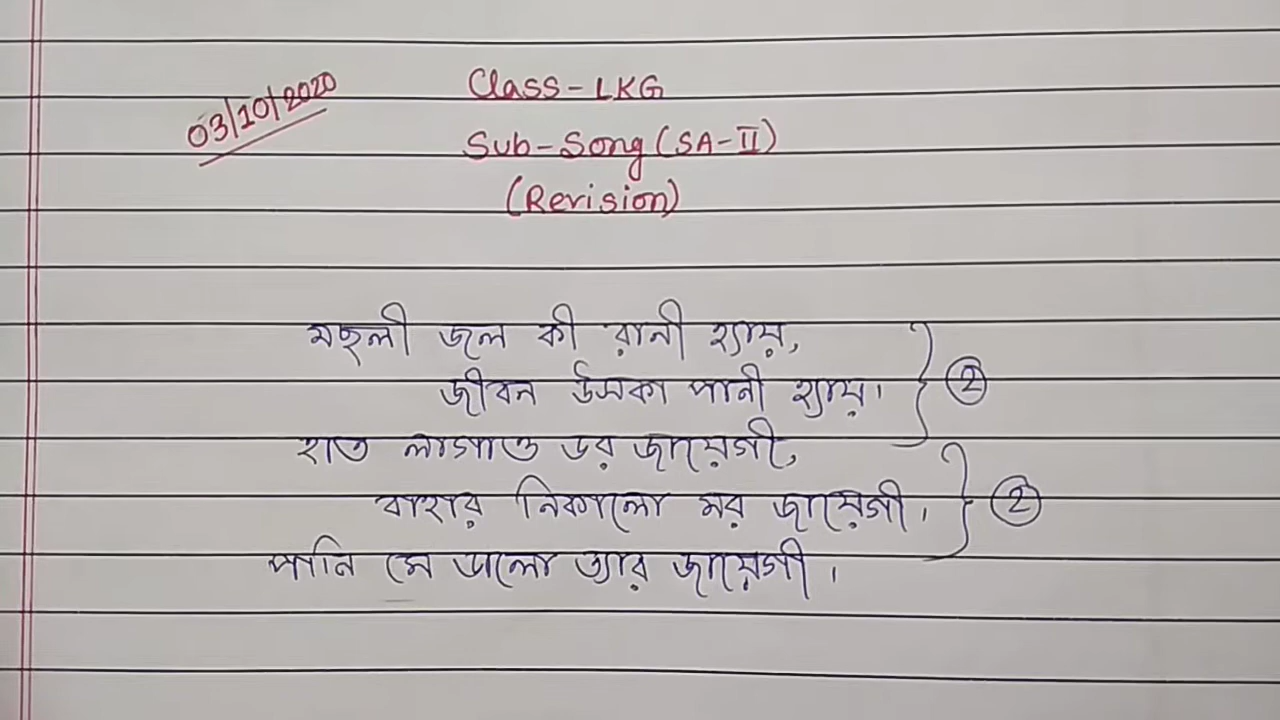 03/10/2020
Class - LKG
Sub - Song (SA-II)
(Revision)
মছলী জল কী রানী হ্যায়,
জীবন উসকা পানী হ্যায়। } ②
হাত লাগাও ডর জায়েগী,
বাহার নিকালো মর জায়েগী। } ②
পানি মে ডালো ত্যার জায়েগী।